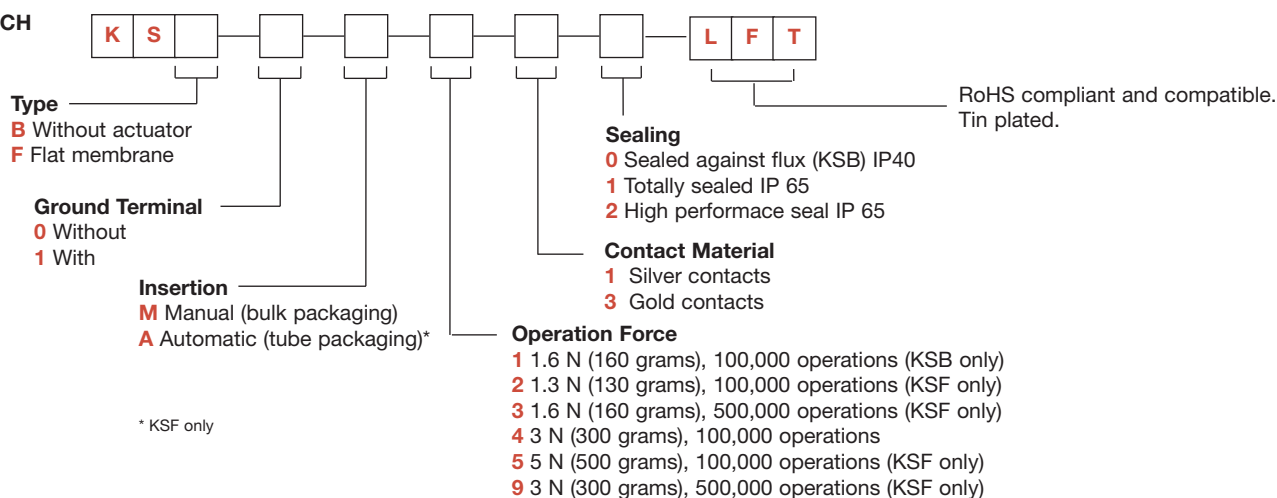 CH
K S L F T
Type
B Without actuator
F Flat membrane
RoHS compliant and compatible.
Tin plated.
Sealing
0 Sealed against flux (KSB) IP40
1 Totally sealed IP 65
2 High performace seal IP 65
Ground Terminal
0 Without
1 With
Contact Material
1 Silver contacts
3 Gold contacts
Insertion
M Manual (bulk packaging)
A Automatic (tube packaging)*
Operation Force
1 1.6 N (160 grams), 100,000 operations (KSB only)
2 1.3 N (130 grams), 100,000 operations (KSF only)
3 1.6 N (160 grams), 500,000 operations (KSF only)
4 3 N (300 grams), 100,000 operations
5 5 N (500 grams), 100,000 operations (KSF only)
9 3 N (300 grams), 500,000 operations (KSF only)
* KSF only